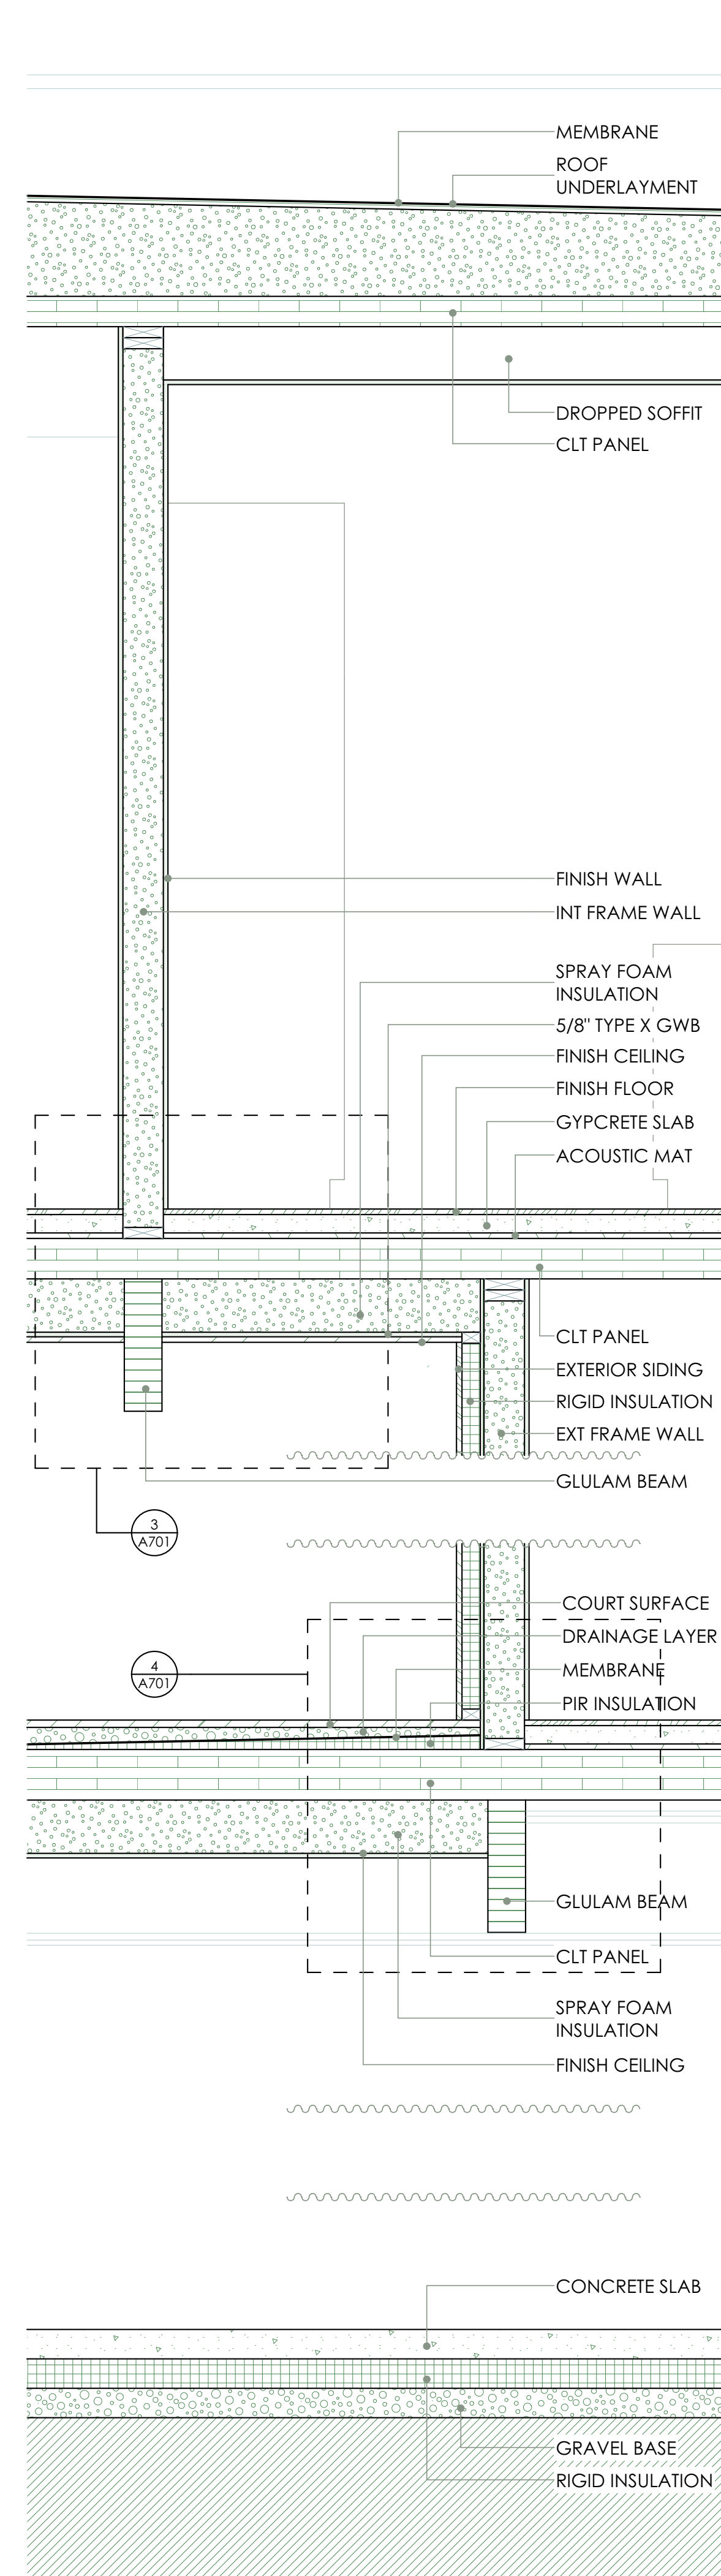 MEMBRANE
ROOF
UNDERLAYMENT
DROPPED SOFFIT
CLT PANEL
FINISH WALL
INT FRAME WALL
SPRAY FOAM
INSULATION
5/8" TYPE X GWB
FINISH CEILING
FINISH FLOOR
GYPCRETE SLAB
ACOUSTIC MAT
CLT PANEL
EXTERIOR SIDING
RIGID INSULATION
EXT FRAME WALL
GLULAM BEAM
3
A701
COURT SURFACE
DRAINAGE LAYER
4
A701
MEMBRANE
PIR INSULATION
GLULAM BEAM
CLT PANEL
SPRAY FOAM
INSULATION
FINISH CEILING
CONCRETE SLAB
GRAVEL BASE
RIGID INSULATION